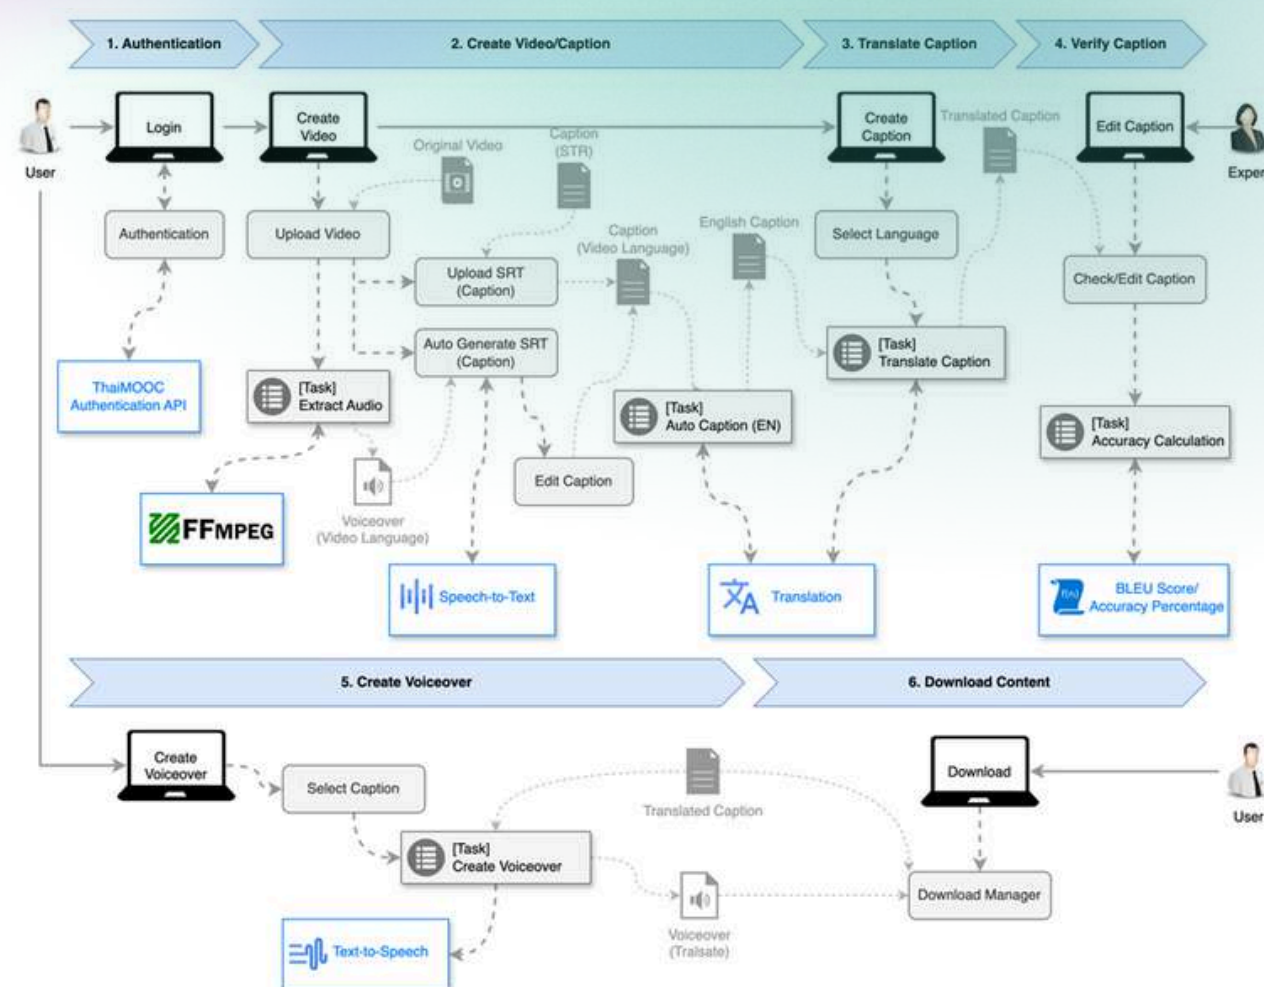 1. Authentication
2. Create Video/Caption
3. Translate Caption
4. Verify Caption
User
Login
Create
Video
Original Video
Caption
(STR)
Create
Caption
Translated Caption
Edit Caption
Exper
Authentication
Upload Video
Upload SRT
(Caption)
Caption
(Video Language)
English Caption
Select Language
Check/Edit Caption
Auto Generate SRT
(Caption)
[Task]
Translate Caption
ThaiMOOC
Authentication API
[Task]
Extract Audio
[Task]
Auto Caption (EN)
[Task]
Accuracy Calculation
Edit Caption
FFMPEG
Voiceover
(Video Language)
Speech-to-Text
Translation
f(x)
BLEU Score/
Accuracy Percentage
5. Create Voiceover
6. Download Content
Create
Voiceover
Select Caption
Translated Caption
Download
User
[Task]
Create Voiceover
Download Manager
Voiceover
(Tralsate)
Text-to-Speech